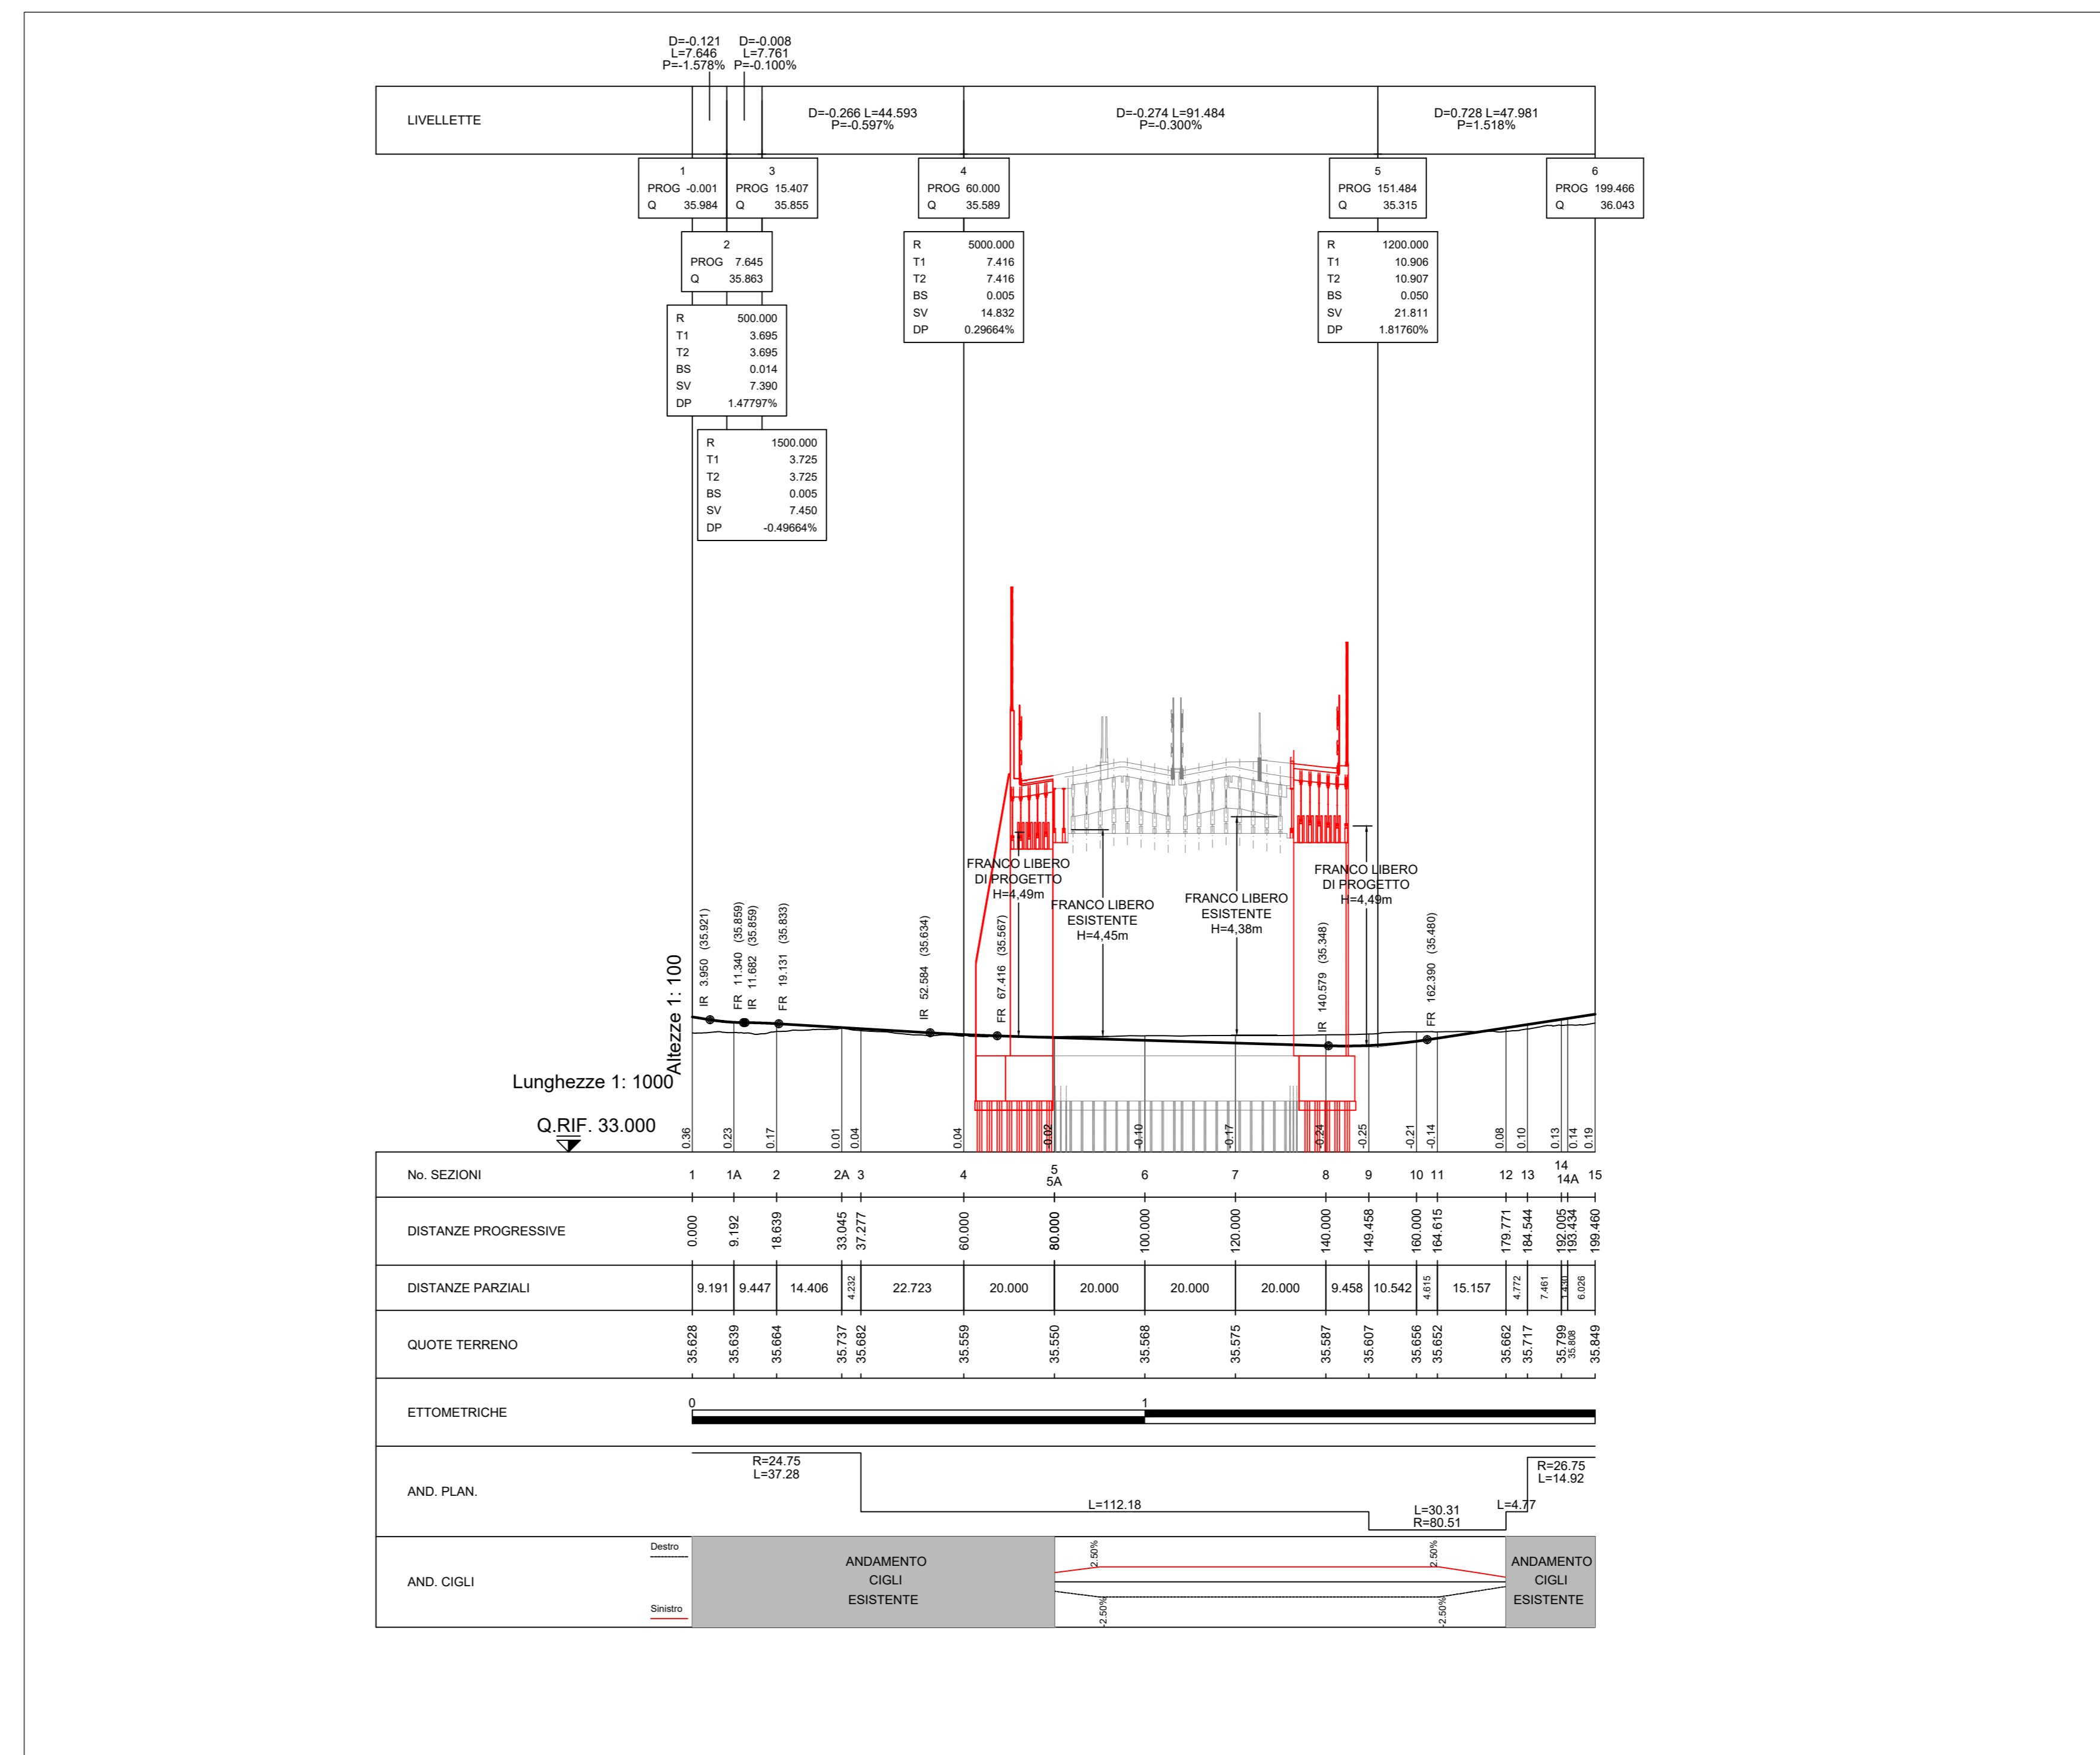 D=-0.121
L=7.646
P=-1.578%
D=-0.008
L=7.761
P=-0.100%
LIVELLETTE
D=-0.266 L=44.593
P=-0.597%
D=-0.274 L=91.484
P=-0.300%
D=0.728 L=47.981
P=1.518%
1
PROG -0.001
Q 35.984
3
PROG 15.407
Q 35.855
4
PROG 60.000
Q 35.589
5
PROG 151.484
Q 35.315
6
PROG 199.466
Q 36.043
2
PROG 7.645
Q 35.863
R 5000.000
T1 7.416
T2 7.416
BS 0.005
SV 14.832
DP 0.29664%
R 1200.000
T1 10.906
T2 10.907
BS 0.050
SV 21.811
DP 1.81760%
R 500.000
T1 3.695
T2 3.695
BS 0.014
SV 7.390
DP 1.47797%
R 1500.000
T1 3.725
T2 3.725
BS 0.005
SV 7.450
DP -0.49664%
FRANCO LIBERO
DI PROGETTO
H=4,49m
FRANCO LIBERO
ESISTENTE
H=4,45m
FRANCO LIBERO
ESISTENTE
H=4,38m
FRANCO LIBERO
DI PROGETTO
H=4,49m
IR 3.950 (35.921)
FR 11.340 (35.859)
IR 11.682 (35.859)
FR 19.131 (35.833)
IR 52.584 (35.634)
FR 67.416 (35.567)
IR 140.579 (35.348)
FR 162.390 (35.480)
Altezze 1: 100
Lunghezze 1: 1000
Q.RIF. 33.000
0.36 0.23 0.17 0.01 0.04 0.04 -0.02 -0.10 -0.17 -0.24 -0.25 -0.21 -0.14 0.08 0.10 0.13 0.14 0.19
No. SEZIONI 1 1A 2 2A 3 4 5 5A 6 7 8 9 10 11 12 13 14 14A 15
DISTANZE PROGRESSIVE 0.000 9.192 18.639 33.045 37.277 60.000 80.000 100.000 120.000 140.000 149.458 160.000 164.615 179.771 184.544 192.005 193.434 199.460
DISTANZE PARZIALI 9.191 9.447 14.406 4.232 22.723 20.000 20.000 20.000 20.000 9.458 10.542 4.615 15.157 4.772 7.461 1.430 6.026
QUOTE TERRENO 35.628 35.639 35.664 35.737 35.682 35.559 35.550 35.568 35.575 35.587 35.607 35.656 35.652 35.662 35.717 35.799 35.808 35.849
ETTOMETRICHE 0 1
AND. PLAN.
R=24.75
L=37.28
L=112.18
L=30.31
R=80.51
L=4.77
R=26.75
L=14.92
AND. CIGLI
Destro
Sinistro
ANDAMENTO
CIGLI
ESISTENTE
2.50%
2.50%
-2.50%
-2.50%
ANDAMENTO
CIGLI
ESISTENTE